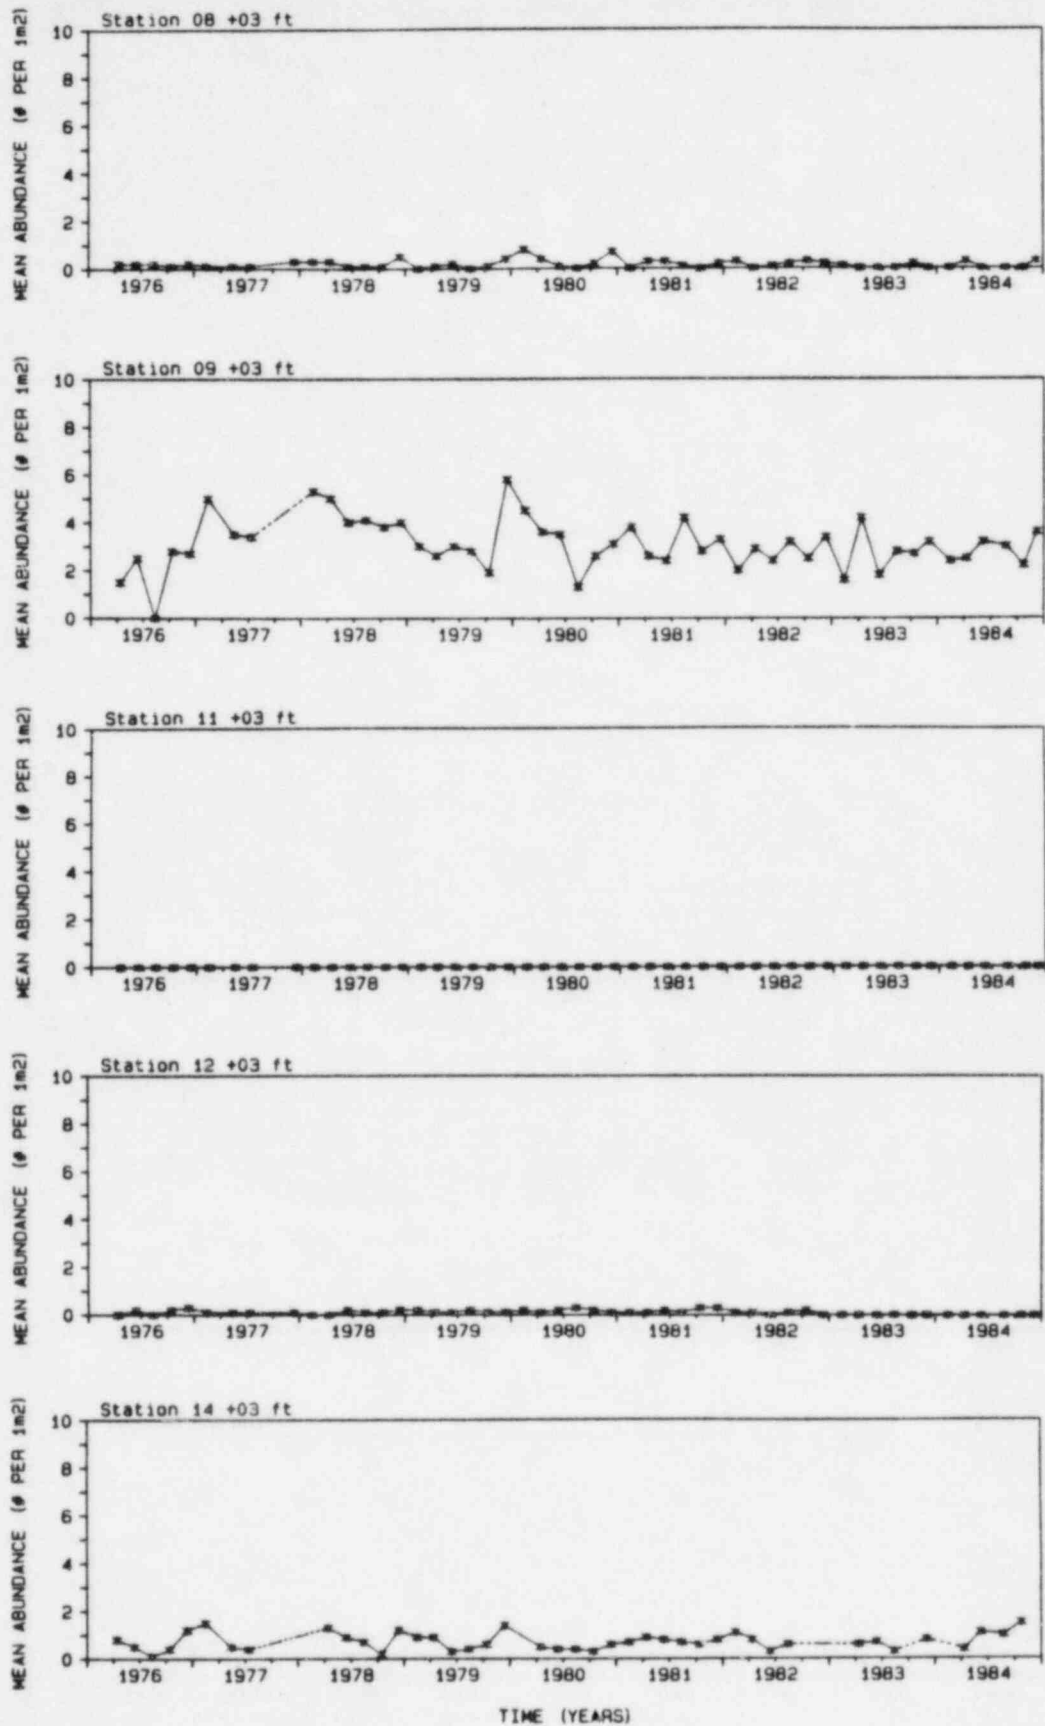 Station 08 +03 ft
MEAN ABUNDANCE (# PER 1m2)
10
8
6
4
2
0
1976 1977 1978 1979 1980 1981 1982 1983 1984
Station 09 +03 ft
MEAN ABUNDANCE (# PER 1m2)
10
8
6
4
2
0
1976 1977 1978 1979 1980 1981 1982 1983 1984
Station 11 +03 ft
MEAN ABUNDANCE (# PER 1m2)
10
8
6
4
2
0
1976 1977 1978 1979 1980 1981 1982 1983 1984
Station 12 +03 ft
MEAN ABUNDANCE (# PER 1m2)
10
8
6
4
2
0
1976 1977 1978 1979 1980 1981 1982 1983 1984
Station 14 +03 ft
MEAN ABUNDANCE (# PER 1m2)
10
8
6
4
2
0
1976 1977 1978 1979 1980 1981 1982 1983 1984
TIME (YEARS)